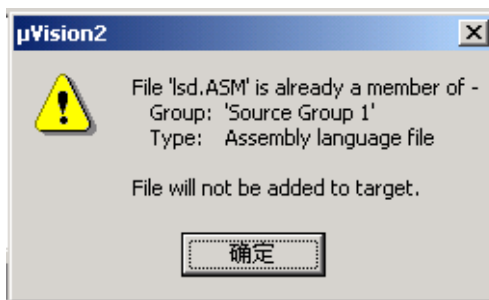 µVision2
File 'lsd.ASM' is already a member of -
Group: 'Source Group 1'
Type: Assembly language file
File will not be added to target.
确定